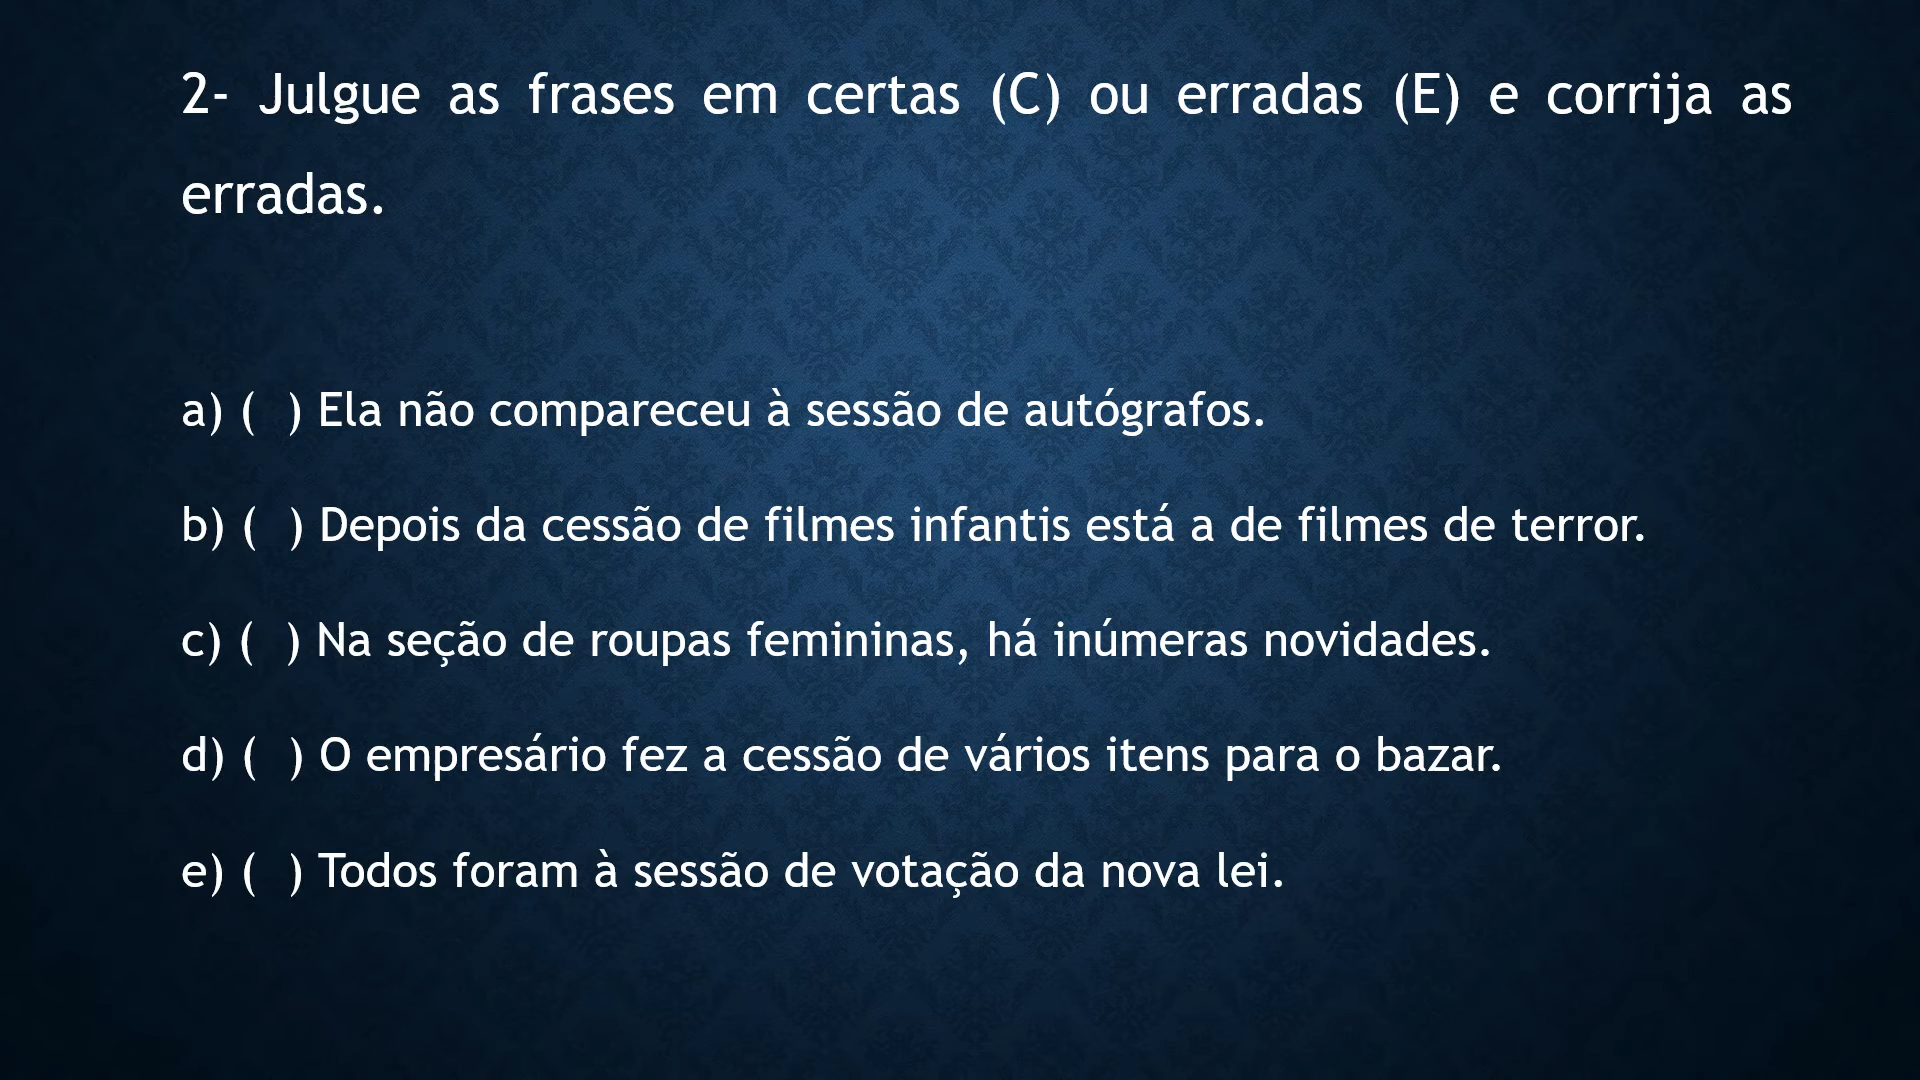 2- Julgue as frases em certas (C) ou erradas (E) e corrija as
erradas.
a) (  ) Ela não compareceu à sessão de autógrafos.
b) (  ) Depois da cessão de filmes infantis está a de filmes de terror.
c) (  ) Na seção de roupas femininas, há inúmeras novidades.
d) (  ) O empresário fez a cessão de vários itens para o bazar.
e) (  ) Todos foram à sessão de votação da nova lei.